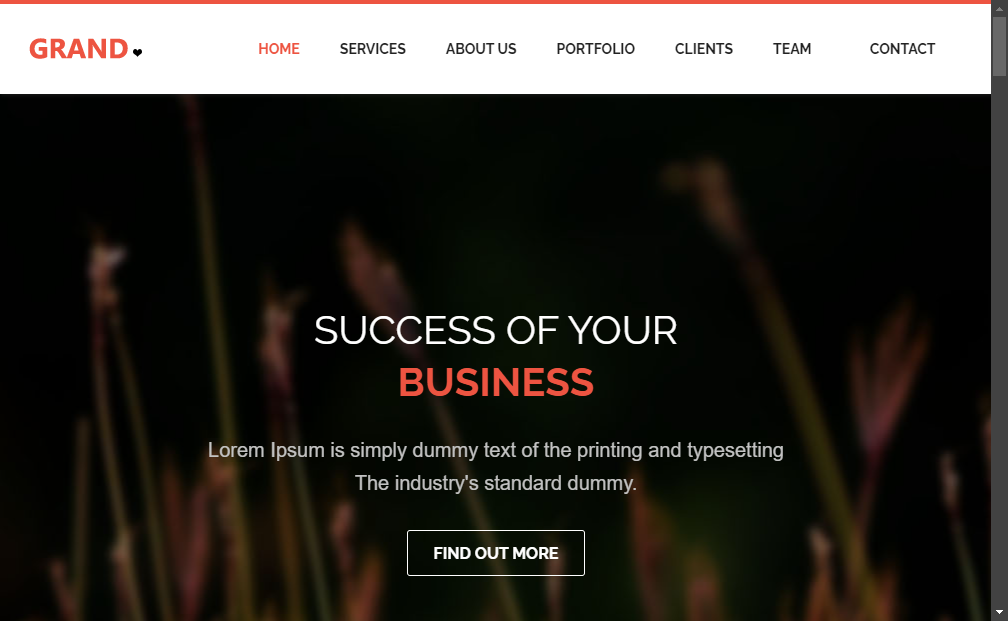 GRAND
HOME SERVICES ABOUT US PORTFOLIO CLIENTS TEAM CONTACT
SUCCESS OF YOUR
BUSINESS
Lorem Ipsum is simply dummy text of the printing and typesetting
The industry's standard dummy.
FIND OUT MORE